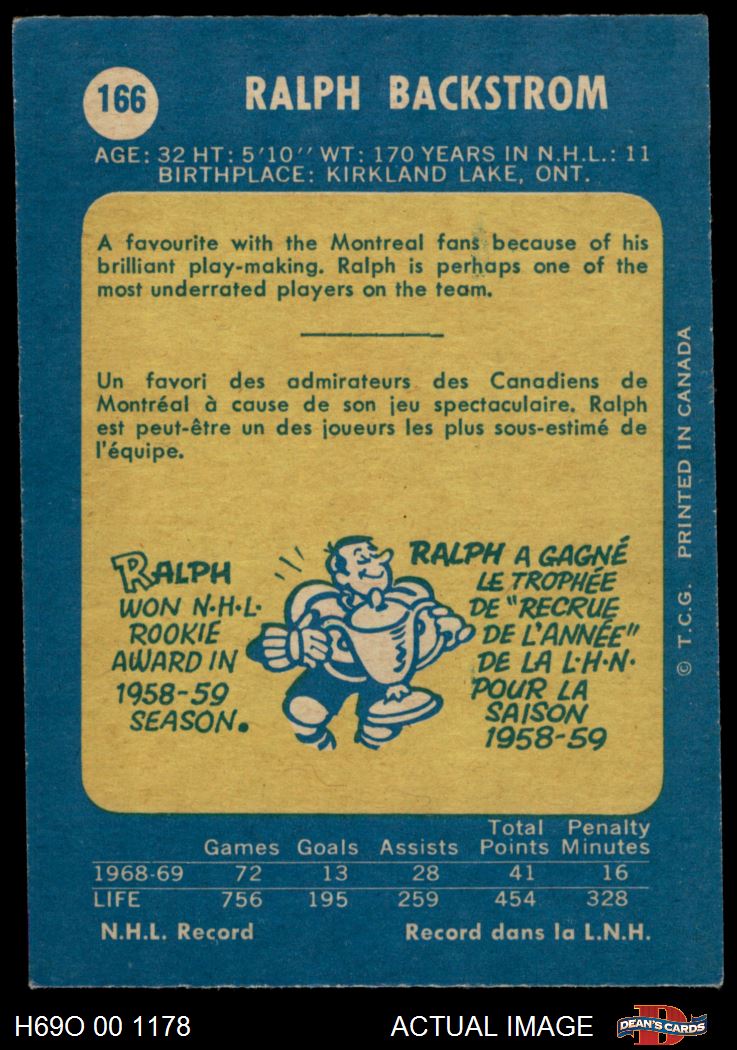 166
RALPH BACKSTROM
AGE: 32 HT: 5'10'' WT: 170 YEARS IN N.H.L.: 11
BIRTHPLACE: KIRKLAND LAKE, ONT.
A favourite with the Montreal fans because of his
brilliant play-making. Ralph is perhaps one of the
most underrated players on the team.
Un favori des admirateurs des Canadiens de
Montréal à cause de son jeu spectaculaire. Ralph
est peut-être un des joueurs les plus sous-estimé de
l'équipe.
RALPH
WON N·H·L·
ROOKIE
AWARD IN
1958-59
SEASON.
RALPH A GAGNÉ
LE TROPHÉE
DE "RECRUE
DE L'ANNÉE"
DE LA L·H·N·
POUR LA
SAISON
1958-59
© T.C.G. PRINTED IN CANADA
Total Penalty
Games Goals Assists Points Minutes
1968-69 72 13 28 41 16
LIFE 756 195 259 454 328
N.H.L. Record Record dans la L.N.H.
H69O 00 1178 ACTUAL IMAGE D DEAN'S CARDS